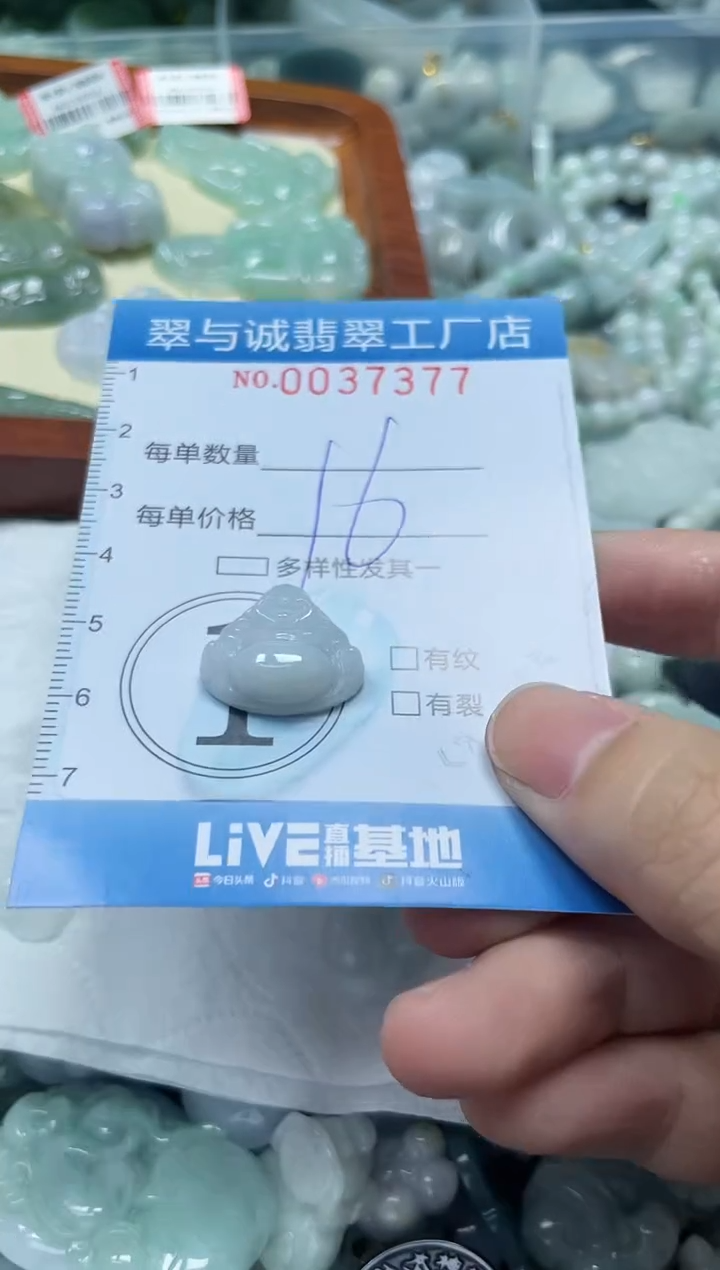 翠与诚翡翠工厂店
NO.0037377
1
2
每单数量
16
3
每单价格
4
多样性发其一
5
有纹
6
有裂
1
7
LiVE直播基地
今日头条 抖音 抖音火山版